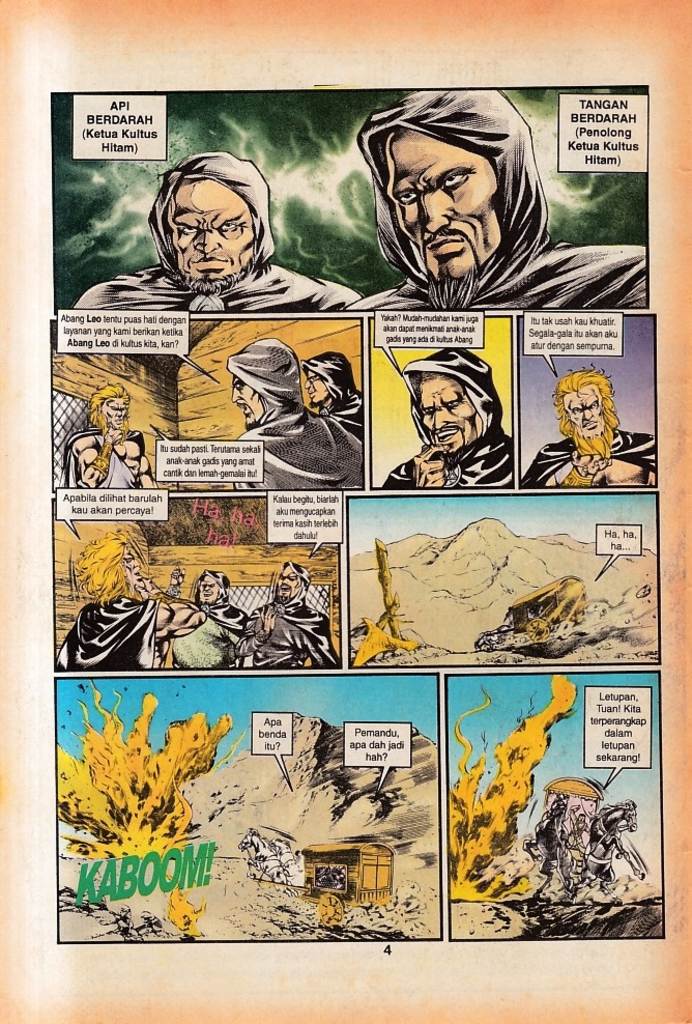 API
BERDARAH
(Ketua Kultus
Hitam)
TANGAN
BERDARAH
(Penolong
Ketua Kultus
Hitam)
Abang Leo tentu puas hati dengan
layanan yang kami berikan ketika
Abang Leo di kultus kita, kan?
Itu sudah pasti. Terutama sekali
anak-anak gadis yang amat
cantik dan lemah-gemalai itu!
Yakah? Mudah-mudahan kami juga
akan dapat menikmati anak-anak
gadis yang ada di kultus Abang
Itu tak usah kau khuatir.
Segala-gala itu akan aku
atur dengan sempurna.
Apabila dilihat barulah
kau akan percaya!
Ha, ha,
ha!
Kalau begitu, biarlah
aku mengucapkan
terima kasih terlebih
dahulu!
Ha, ha,
ha...
Apa
benda
itu?
Pemandu,
apa dah jadi
hah?
KABOOM!
Letupan,
Tuan! Kita
terperangkap
dalam
letupan
sekarang!
4